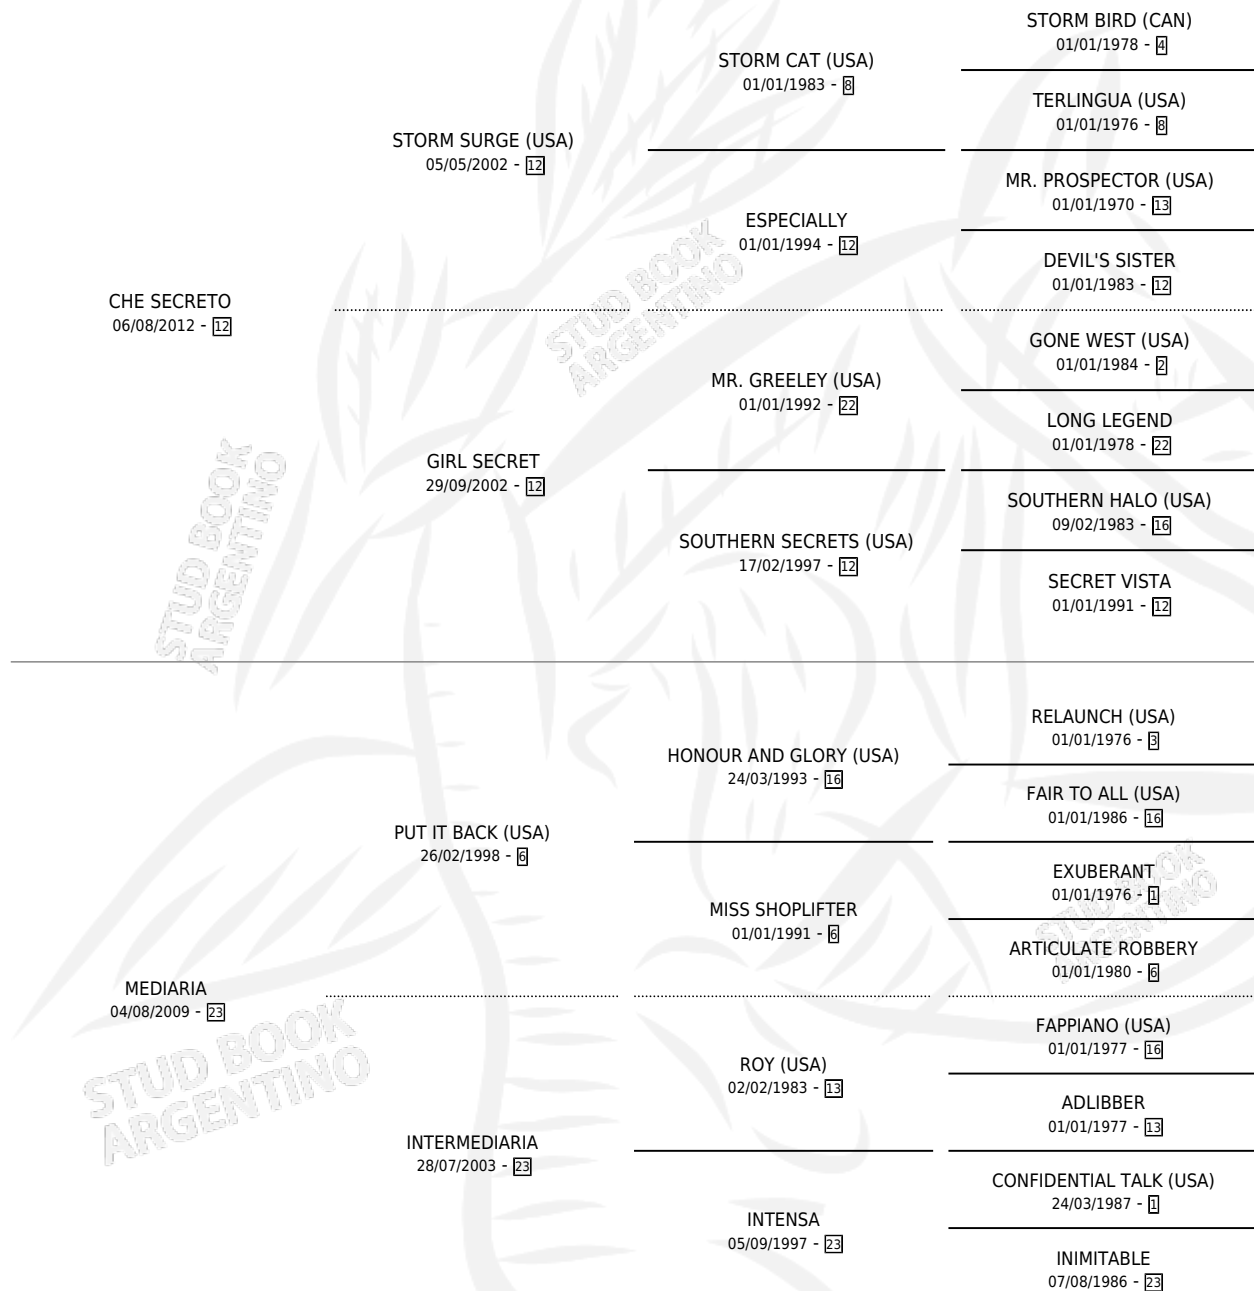 STORM BIRD (CAN)
01/01/1978 - 4
STORM CAT (USA)
01/01/1983 - 8
TERLINGUA (USA)
01/01/1976 - 8
STORM SURGE (USA)
05/05/2002 - 12
MR. PROSPECTOR (USA)
01/01/1970 - 13
ESPECIALLY
01/01/1994 - 12
DEVIL'S SISTER
01/01/1983 - 12
CHE SECRETO
06/08/2012 - 12
GONE WEST (USA)
01/01/1984 - 2
MR. GREELEY (USA)
01/01/1992 - 22
LONG LEGEND
01/01/1978 - 22
GIRL SECRET
29/09/2002 - 12
SOUTHERN HALO (USA)
09/02/1983 - 16
SOUTHERN SECRETS (USA)
17/02/1997 - 12
SECRET VISTA
01/01/1991 - 12
RELAUNCH (USA)
01/01/1976 - 3
HONOUR AND GLORY (USA)
24/03/1993 - 16
FAIR TO ALL (USA)
01/01/1986 - 16
PUT IT BACK (USA)
26/02/1998 - 6
EXUBERANT
01/01/1976 - 1
MISS SHOPLIFTER
01/01/1991 - 6
ARTICULATE ROBBERY
01/01/1980 - 6
MEDIARIA
04/08/2009 - 23
FAPPIANO (USA)
01/01/1977 - 16
ROY (USA)
02/02/1983 - 13
ADLIBBER
01/01/1977 - 13
INTERMEDIARIA
28/07/2003 - 23
CONFIDENTIAL TALK (USA)
24/03/1987 - 1
INTENSA
05/09/1997 - 23
INIMITABLE
07/08/1986 - 23
STUD BOOK
ARGENTINO
STUD BOOK
ARGENTINO
STUD BOOK
ARGENTINO
STUD BOOK
ARGENTINO